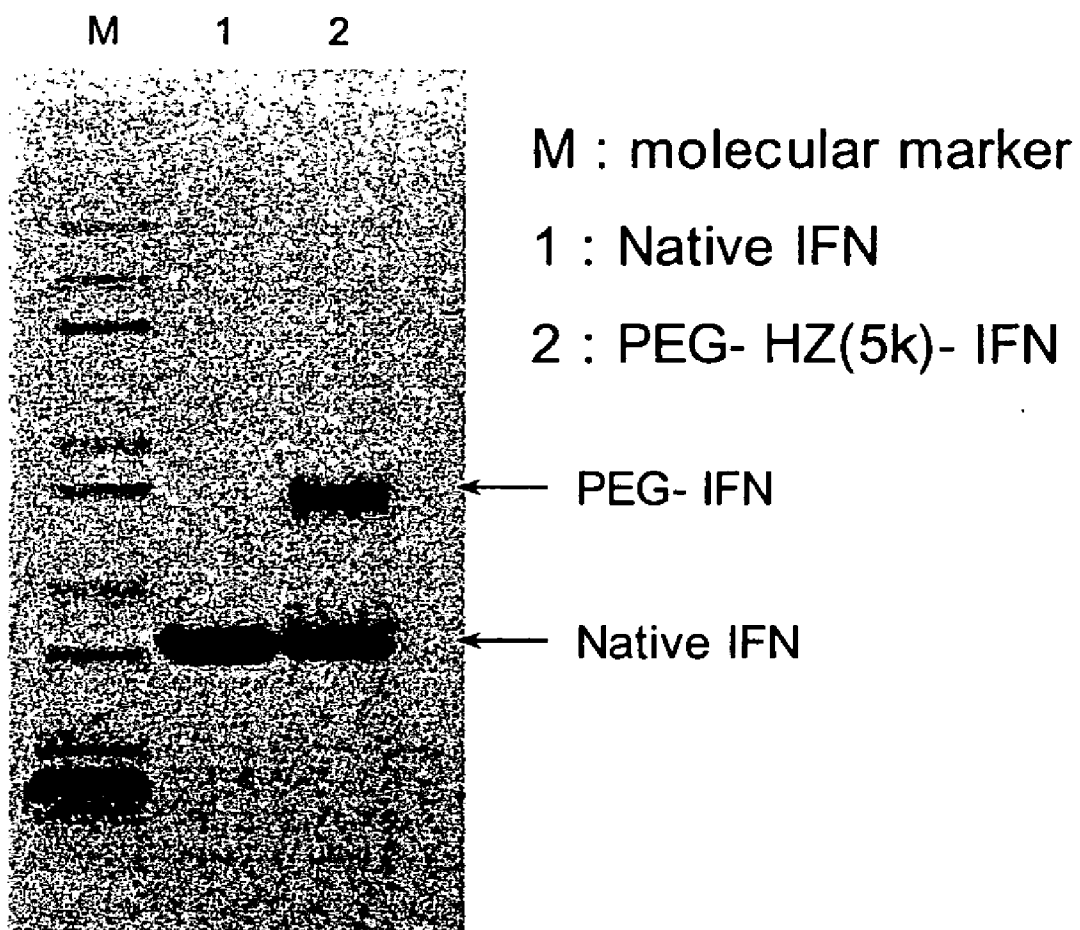 M 1 2
M : molecular marker
1 : Native IFN
2 : PEG- HZ(5k)- IFN
PEG- IFN
Native IFN